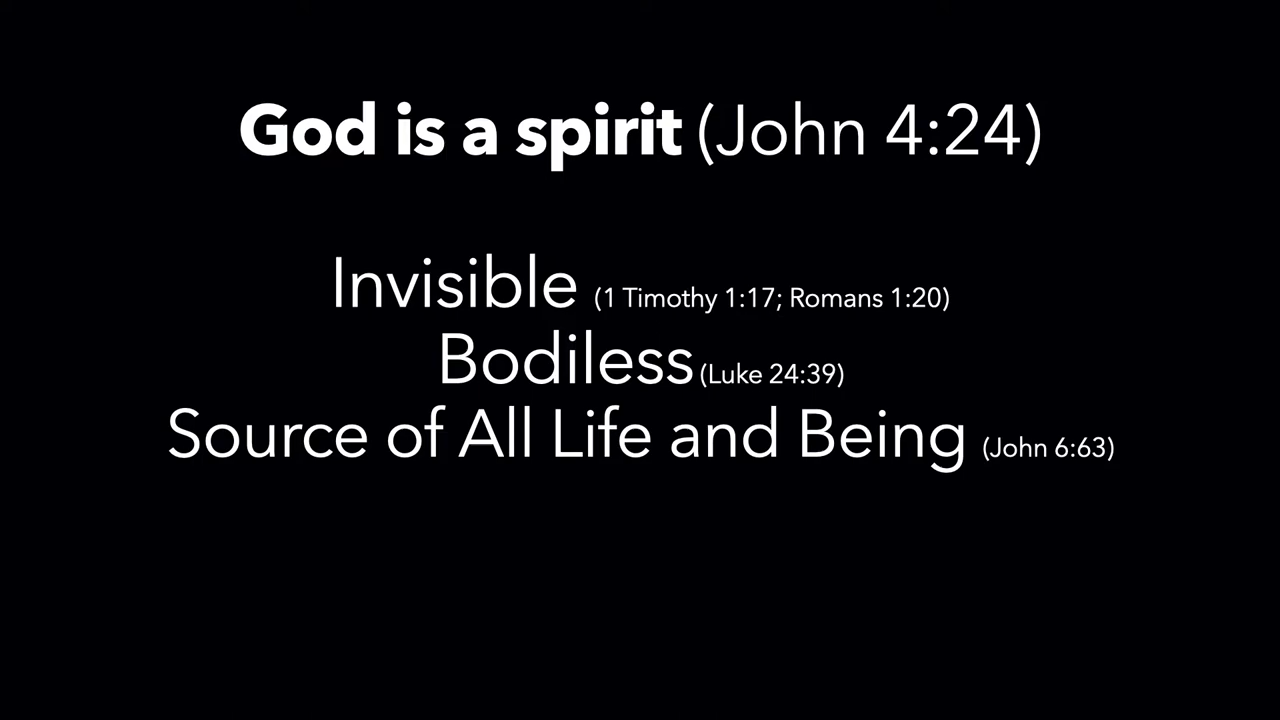 God is a spirit (John 4:24)
Invisible (1 Timothy 1:17; Romans 1:20)
Bodiless (Luke 24:39)
Source of All Life and Being (John 6:63)